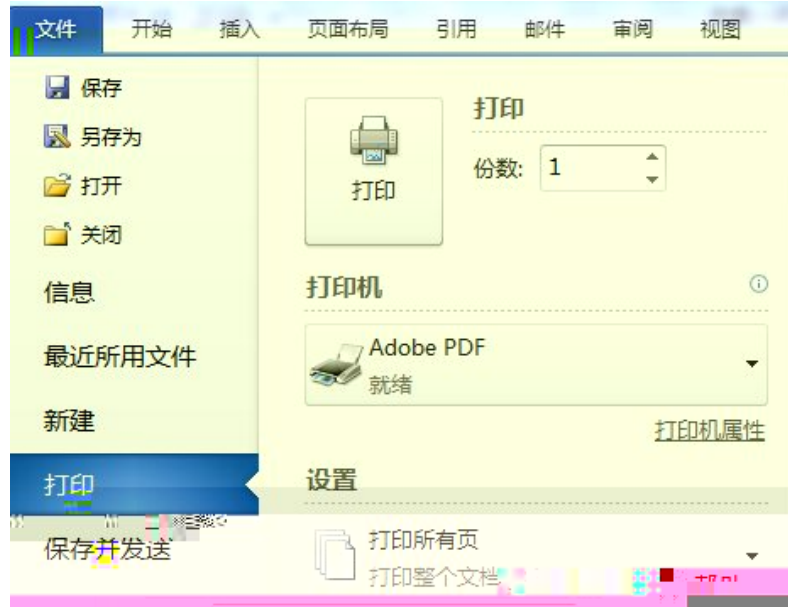 文件 开始 插入 页面布局 引用 邮件 审阅 视图
保存
另存为
打开
关闭
信息
最近所用文件
新建
打印
保存并发送
打印
打印
份数: 1
打印机
Adobe PDF
就绪
打印机属性
设置
打印所有页
打印整个文档